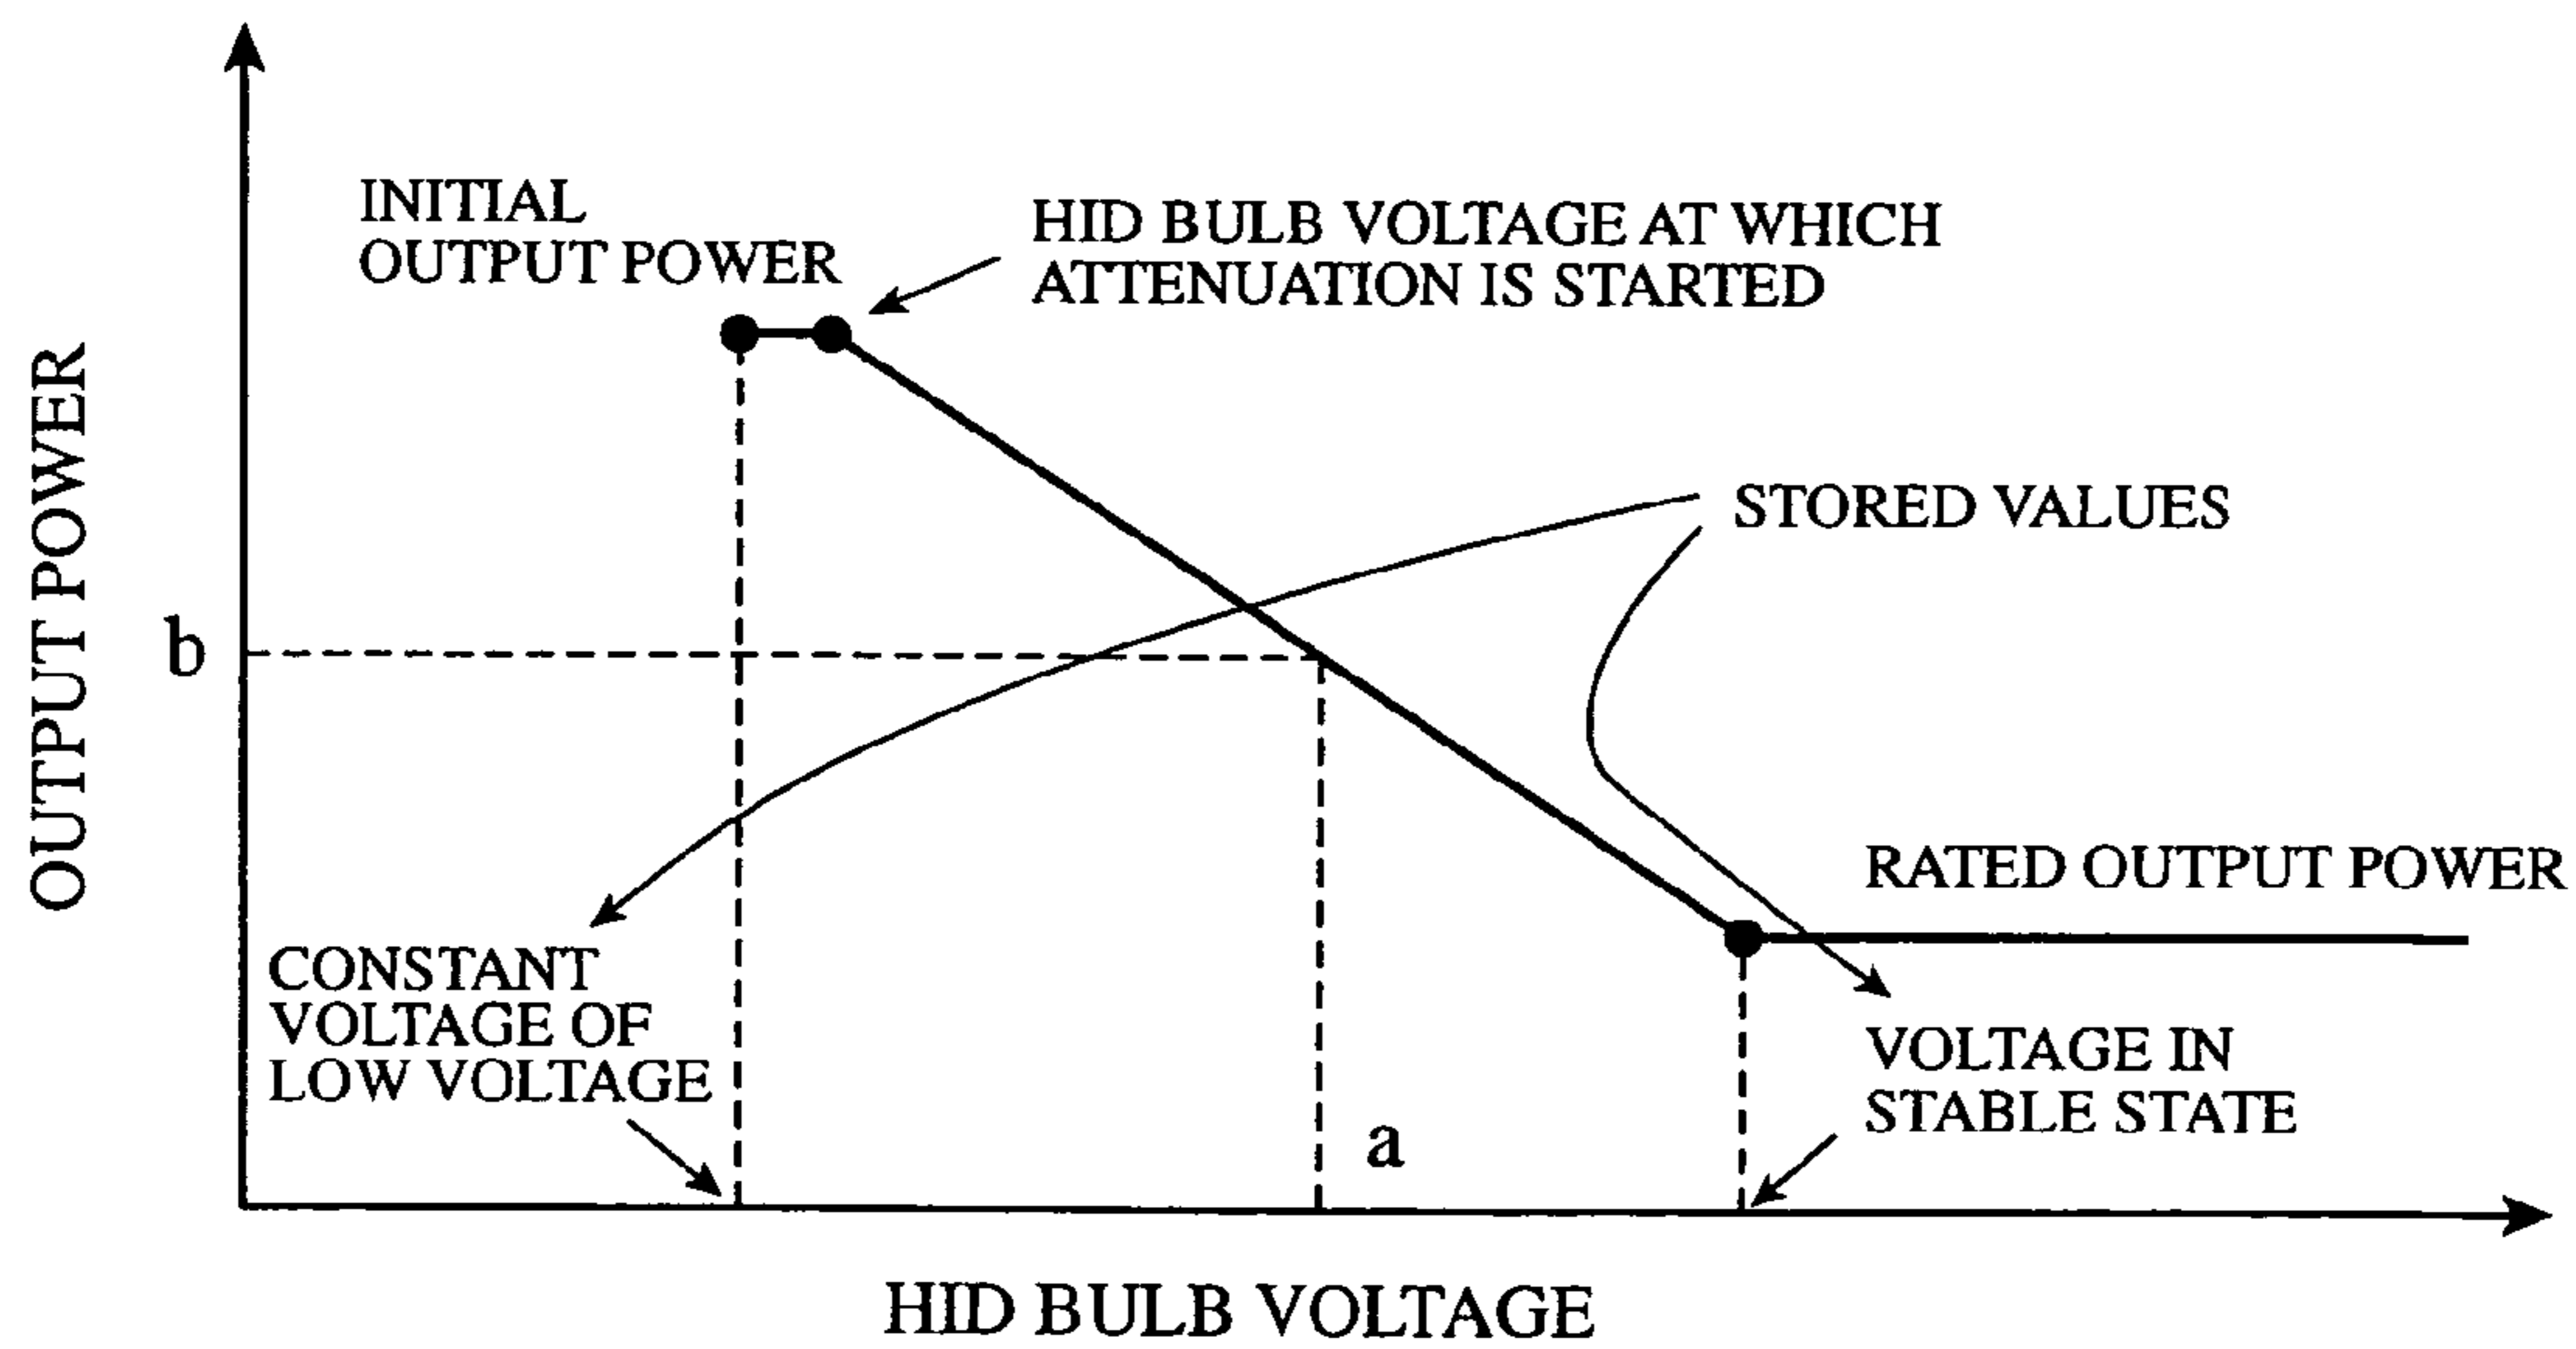 INITIAL
OUTPUT POWER
HID BULB VOLTAGE AT WHICH
ATTENUATION IS STARTED
STORED VALUES
OUTPUT POWER
b
RATED OUTPUT POWER
CONSTANT
VOLTAGE OF
LOW VOLTAGE
VOLTAGE IN
STABLE STATE
a
HID BULB VOLTAGE